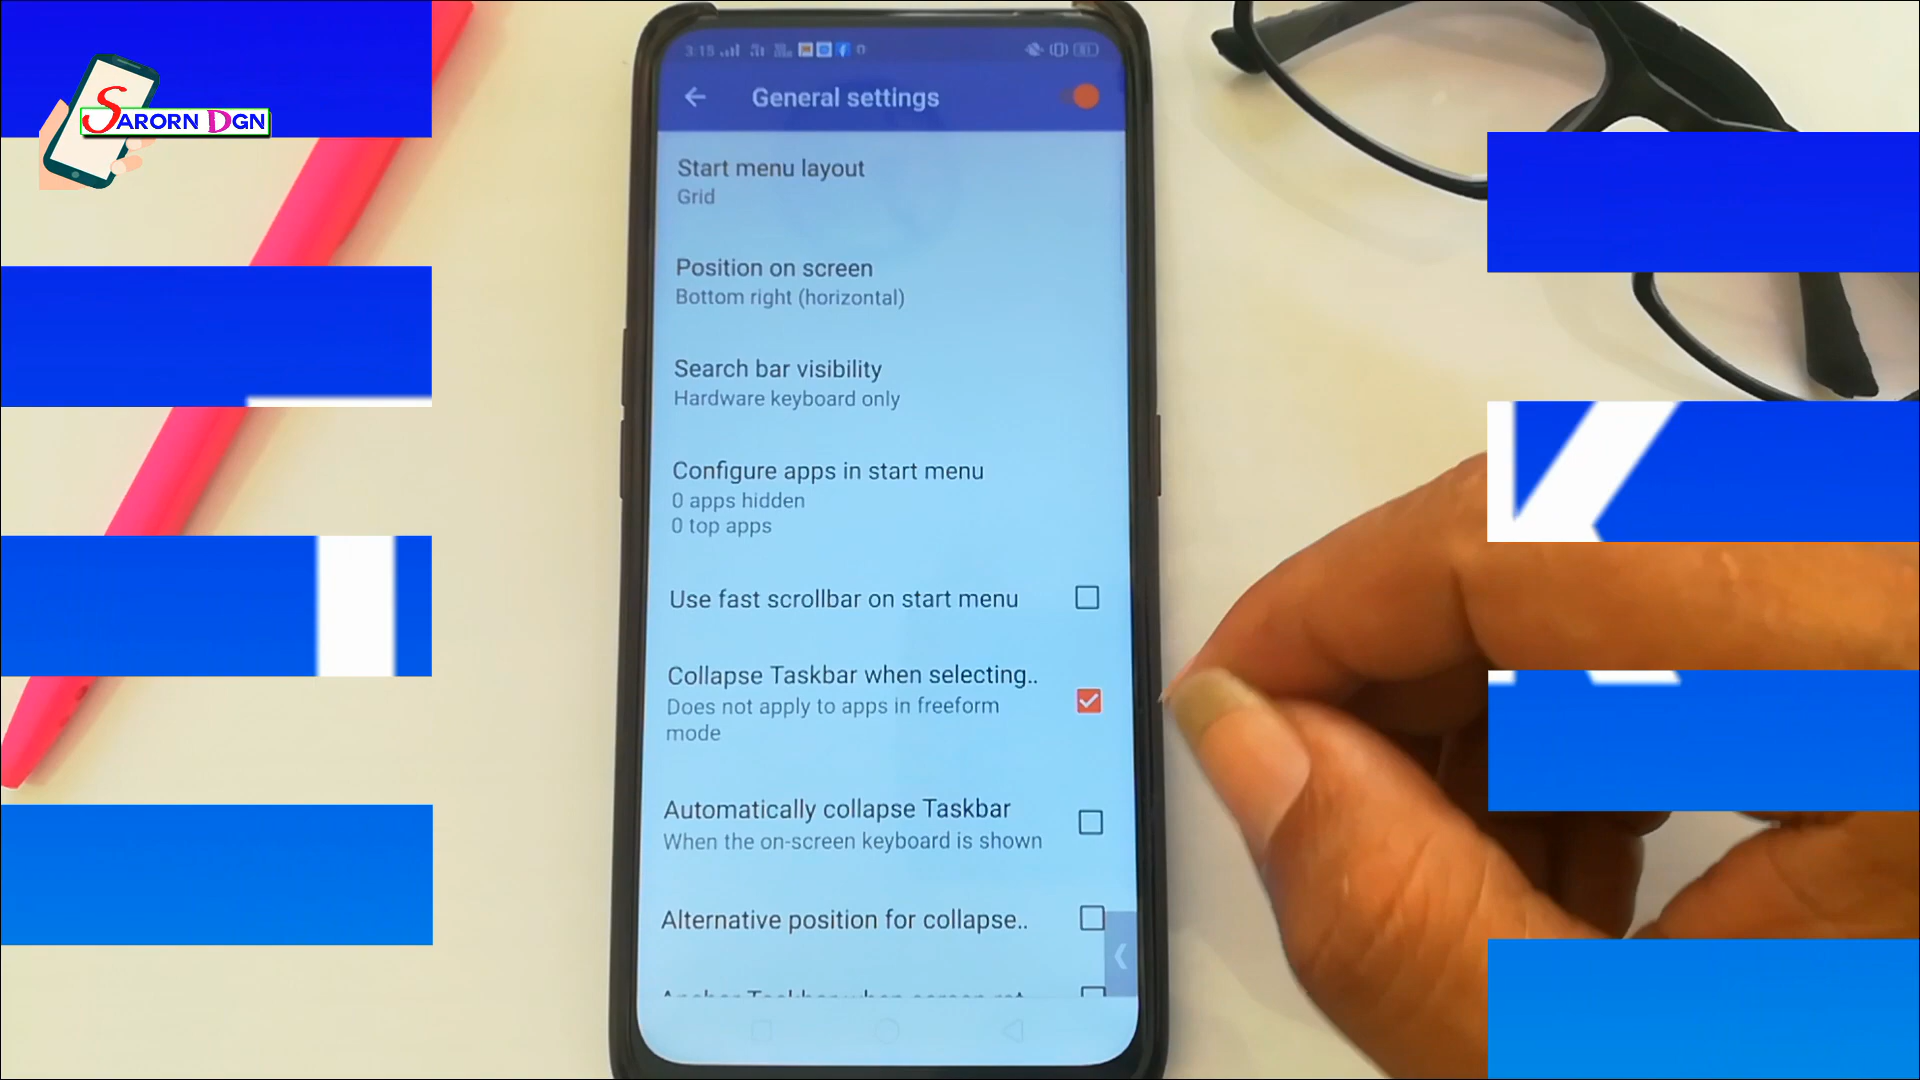 SARORN DGN
3:15
General settings
Start menu layout
Grid
Position on screen
Bottom right (horizontal)
Search bar visibility
Hardware keyboard only
Configure apps in start menu
0 apps hidden
0 top apps
Use fast scrollbar on start menu
Collapse Taskbar when selecting..
Does not apply to apps in freeform
mode
Automatically collapse Taskbar
When the on-screen keyboard is shown
Alternative position for collapse..